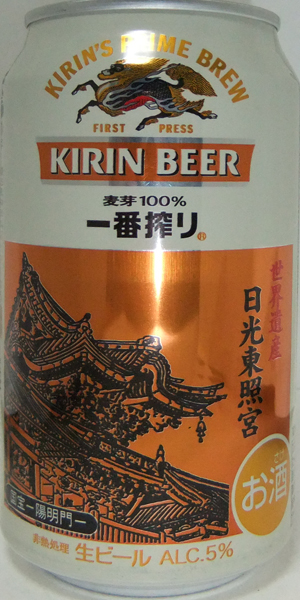 KIRIN'S PRIME BREW
FIRST PRESS
KIRIN BEER
麦芽100%
一番搾り
世界遺産
日光東照宮
お酒
国宝ー陽明門ー
非熱処理 生ビール ALC.5%